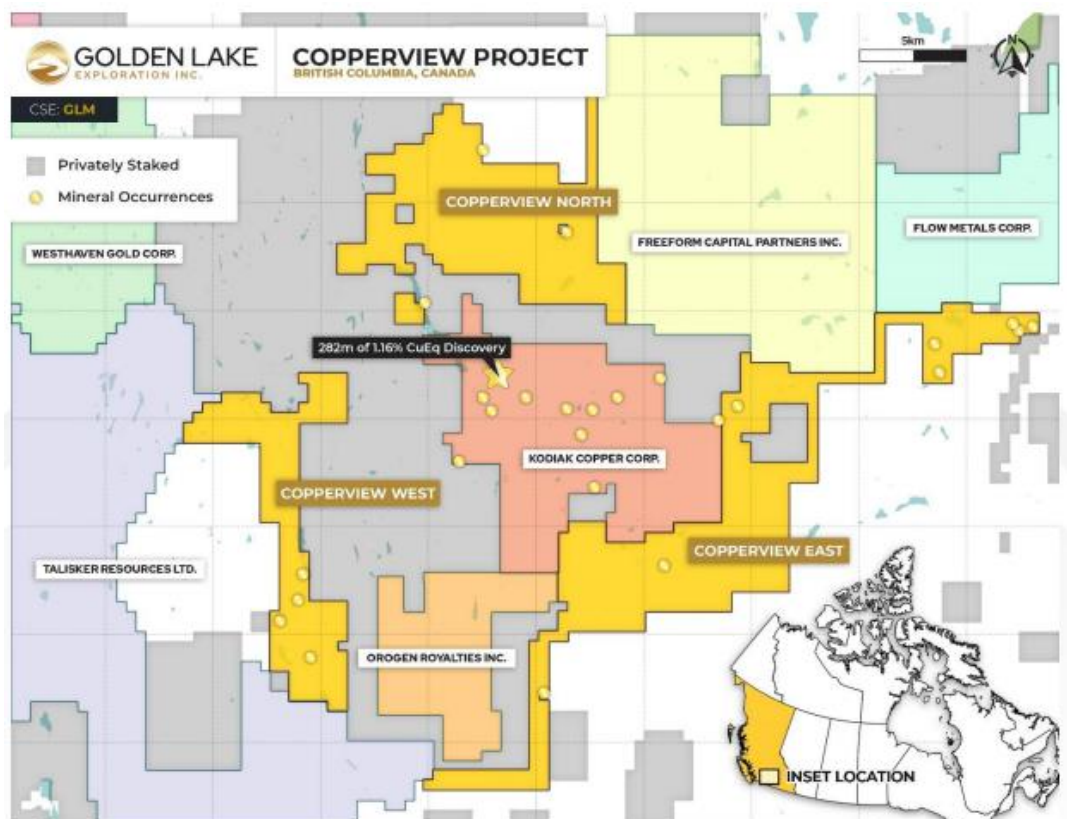 GOLDEN LAKE
EXPLORATION INC.
COPPERVIEW PROJECT
BRITISH COLUMBIA, CANADA
5km
N
CSE: GLM
Privately Staked
Mineral Occurrences
COPPERVIEW NORTH
WESTHAVEN GOLD CORP.
FREEFORM CAPITAL PARTNERS INC.
FLOW METALS CORP.
282m of 1.16% CuEq Discovery
KODIAK COPPER CORP.
COPPERVIEW WEST
COPPERVIEW EAST
TALISKER RESOURCES LTD.
OROGEN ROYALTIES INC.
INSET LOCATION